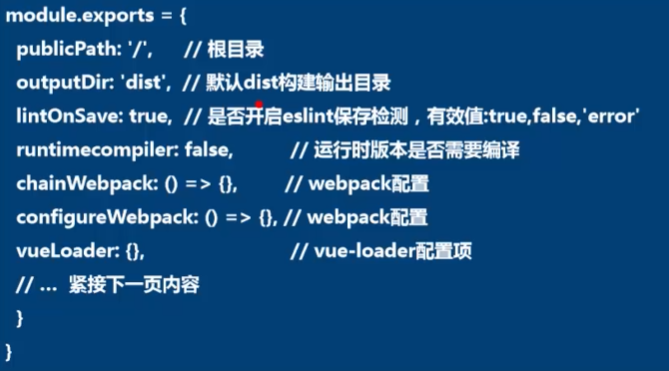 module.exports = {
publicPath: '/', // 根目录
outputDir: 'dist', // 默认dist构建输出目录
lintOnSave: true, // 是否开启eslint保存检测，有效值:true,false,'error'
runtimecompiler: false, // 运行时版本是否需要编译
chainWebpack: () => {}, // webpack配置
configureWebpack: () => {}, // webpack配置
vueLoader: {}, // vue-loader配置项
// ... 紧接下一页内容
}
}